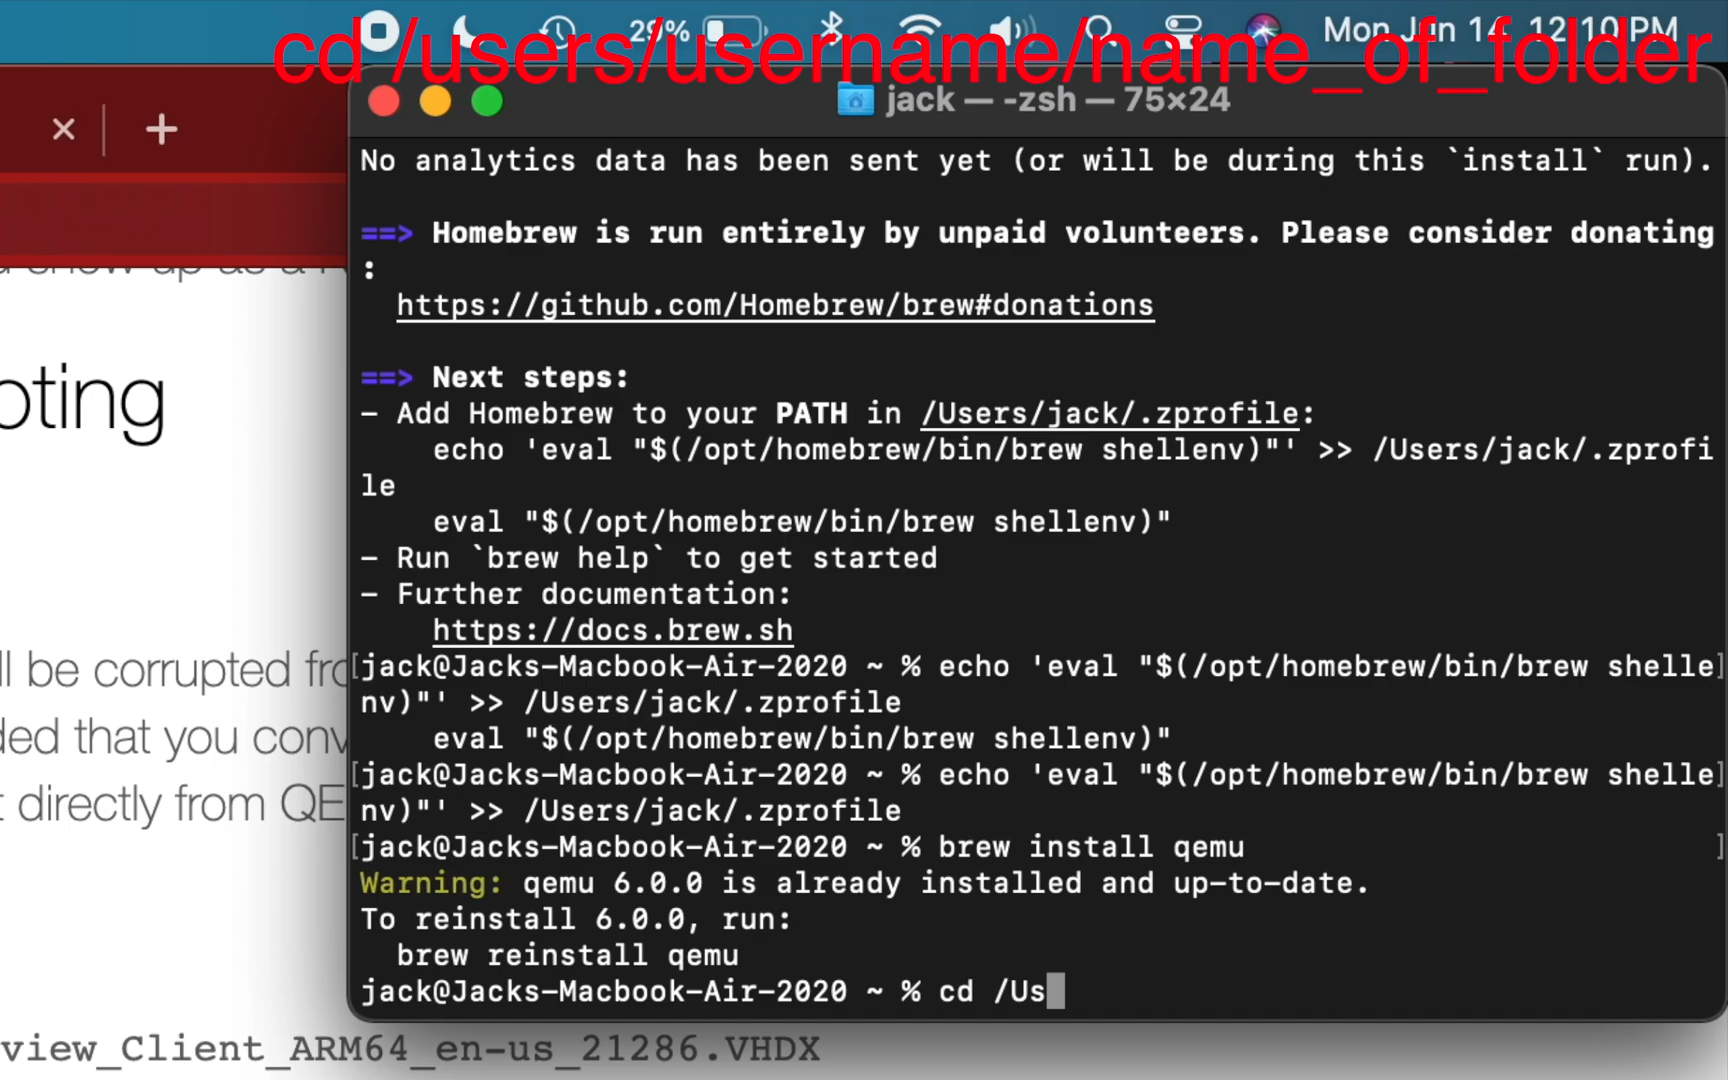 29%
Mon Jun 14 12:10 PM
cd /users/username/name_of_folder
jack — -zsh — 75×24
No analytics data has been sent yet (or will be during this `install` run).
==> Homebrew is run entirely by unpaid volunteers. Please consider donating
:
https://github.com/Homebrew/brew#donations
==> Next steps:
- Add Homebrew to your PATH in /Users/jack/.zprofile:
echo 'eval "$(/opt/homebrew/bin/brew shellenv)"' >> /Users/jack/.zprofi
le
eval "$(/opt/homebrew/bin/brew shellenv)"
- Run `brew help` to get started
- Further documentation:
https://docs.brew.sh
[jack@Jacks-Macbook-Air-2020 ~ % echo 'eval "$(/opt/homebrew/bin/brew shelle]
nv)"' >> /Users/jack/.zprofile
eval "$(/opt/homebrew/bin/brew shellenv)"
[jack@Jacks-Macbook-Air-2020 ~ % echo 'eval "$(/opt/homebrew/bin/brew shelle]
nv)"' >> /Users/jack/.zprofile
[jack@Jacks-Macbook-Air-2020 ~ % brew install qemu ]
Warning: qemu 6.0.0 is already installed and up-to-date.
To reinstall 6.0.0, run:
brew reinstall qemu
jack@Jacks-Macbook-Air-2020 ~ % cd /Us
oting
ll be corrupted fro
ded that you conv
t directly from QE
view_Client_ARM64_en-us_21286.VHDX